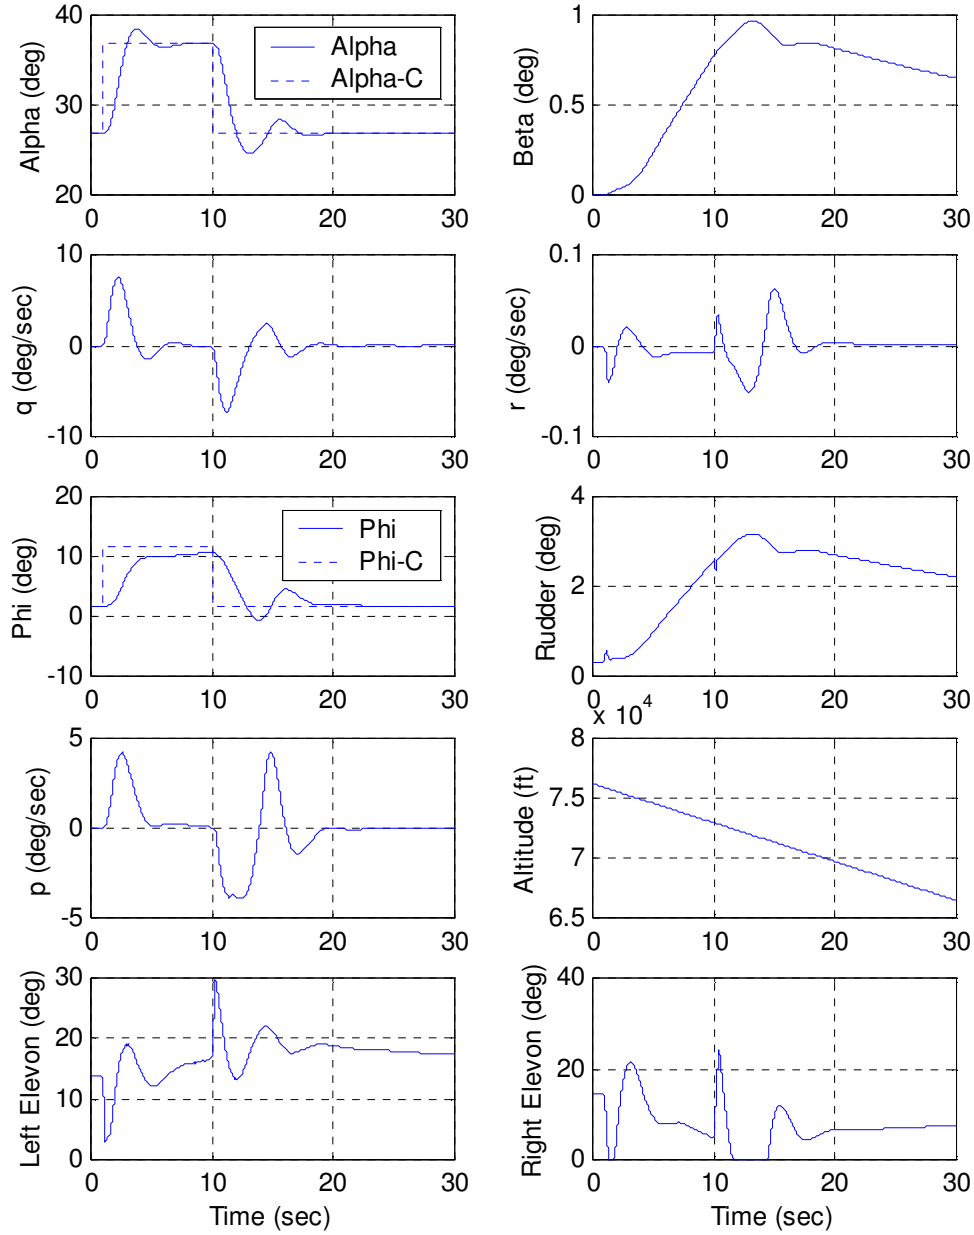 40
30
20
Alpha (deg)
Alpha
Alpha-C
0 10 20 30
1
0.5
0
Beta (deg)
0 10 20 30
10
0
-10
q (deg/sec)
0 10 20 30
0.1
0
-0.1
r (deg/sec)
0 10 20 30
20
10
0
-10
Phi (deg)
Phi
Phi-C
0 10 20 30
4
2
0
Rudder (deg)
0 10 20 30
5
0
-5
p (deg/sec)
0 10 20 30
x 10^4
8
7.5
7
6.5
Altitude (ft)
0 10 20 30
30
20
10
0
Left Elevon (deg)
0 10 20 30
Time (sec)
40
20
0
Right Elevon (deg)
0 10 20 30
Time (sec)